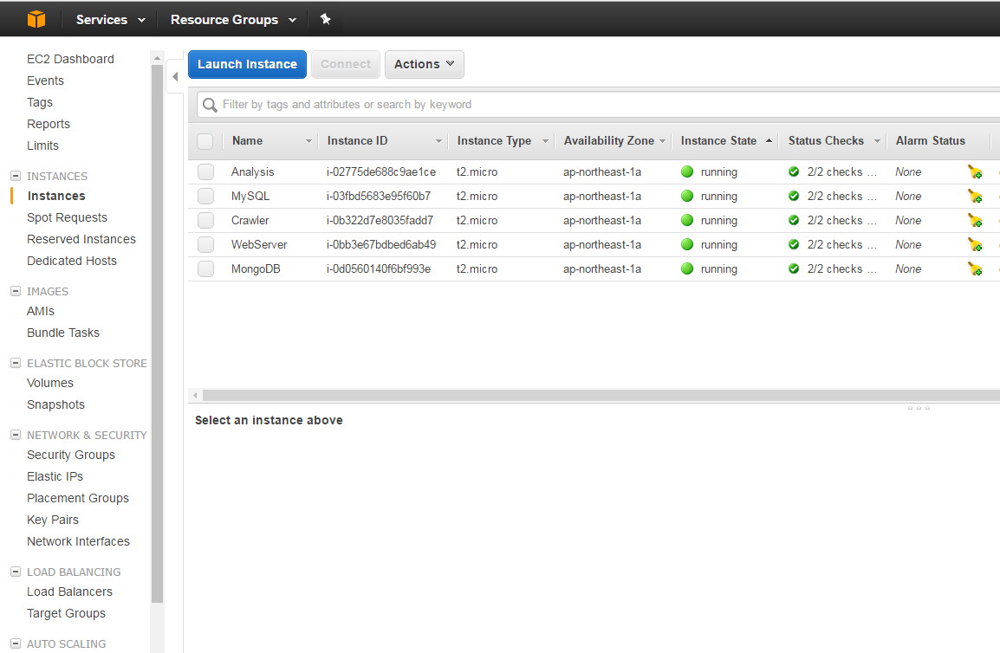 Services Resource Groups
EC2 Dashboard
Events
Tags
Reports
Limits
INSTANCES
Instances
Spot Requests
Reserved Instances
Dedicated Hosts
IMAGES
AMIs
Bundle Tasks
ELASTIC BLOCK STORE
Volumes
Snapshots
NETWORK & SECURITY
Security Groups
Elastic IPs
Placement Groups
Key Pairs
Network Interfaces
LOAD BALANCING
Load Balancers
Target Groups
AUTO SCALING
Launch Instance Connect Actions
Filter by tags and attributes or search by keyword
Name Instance ID Instance Type Availability Zone Instance State Status Checks Alarm Status
Analysis i-02775de688c9ae1ce t2.micro ap-northeast-1a running 2/2 checks ... None
MySQL i-03fbd5683e95f60b7 t2.micro ap-northeast-1a running 2/2 checks ... None
Crawler i-0b322d7e8035fadd7 t2.micro ap-northeast-1a running 2/2 checks ... None
WebServer i-0bb3e67bdbed6ab49 t2.micro ap-northeast-1a running 2/2 checks ... None
MongoDB i-0d0560140f6bf993e t2.micro ap-northeast-1a running 2/2 checks ... None
Select an instance above